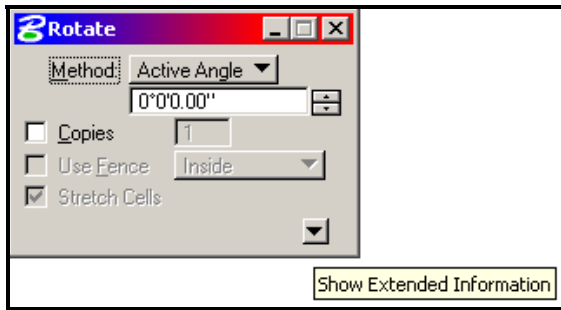 Rotate
Method: Active Angle
0°0'0.00"
Copies 1
Use Fence Inside
Stretch Cells
Show Extended Information